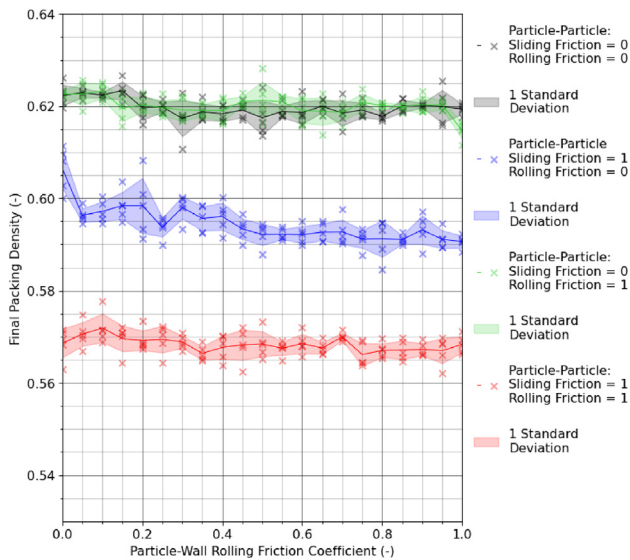 0.64
0.62
0.60
0.58
0.56
0.54
Final Packing Density (-)
0.0
0.2
0.4
0.6
0.8
1.0
Particle-Wall Rolling Friction Coefficient (-)
Particle-Particle:
Sliding Friction = 0
Rolling Friction = 0
1 Standard
Deviation
Particle-Particle
Sliding Friction = 1
Rolling Friction = 0
1 Standard
Deviation
Particle-Particle:
Sliding Friction = 0
Rolling Friction = 1
1 Standard
Deviation
Particle-Particle:
Sliding Friction = 1
Rolling Friction = 1
1 Standard
Deviation